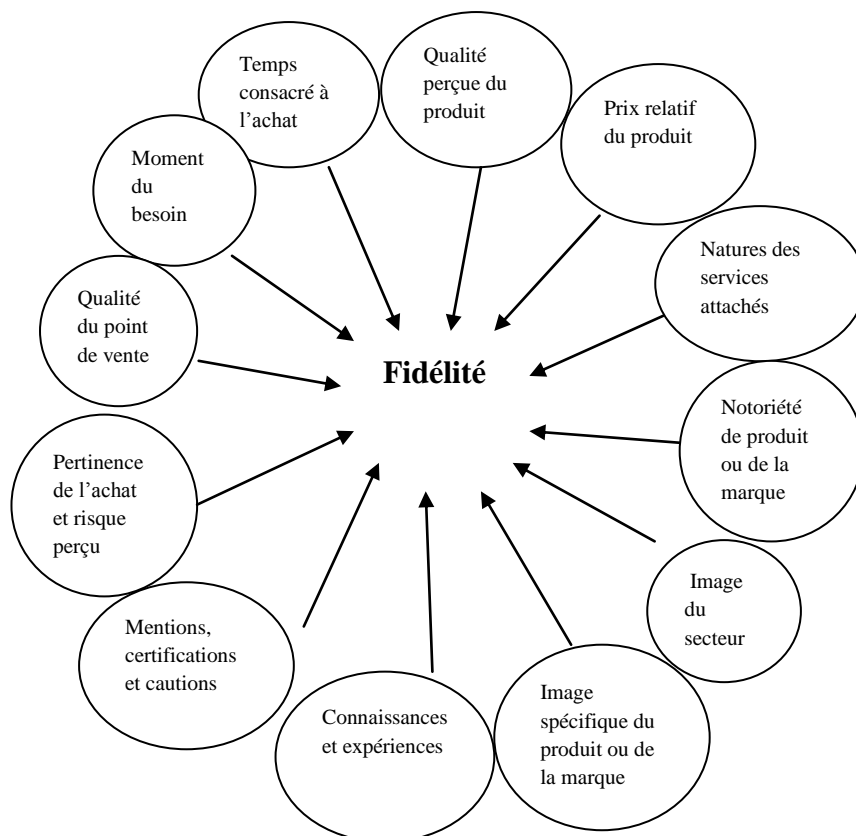 Temps
consacré à
l’achat
Qualité
perçue du
produit
Prix relatif
du produit
Natures des
services
attachés
Notoriété
de produit
ou de la
marque
Image
du
secteur
Image
spécifique du
produit ou de
la marque
Connaissances
et expériences
Mentions,
certifications
et cautions
Pertinence
de l’achat
et risque
perçu
Qualité
du point
de vente
Moment
du
besoin
Fidélité